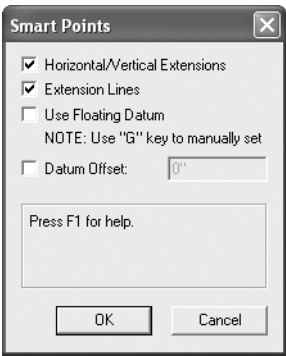 Smart Points
Horizontal/Vertical Extensions
Extension Lines
Use Floating Datum
NOTE: Use "G" key to manually set
Datum Offset: 0"
Press F1 for help.
OK Cancel